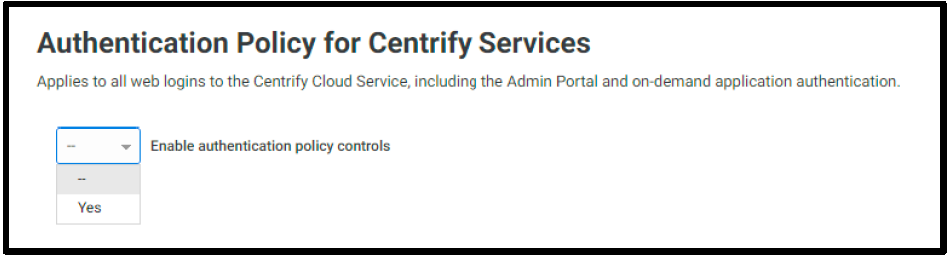 Authentication Policy for Centrify Services
Applies to all web logins to the Centrify Cloud Service, including the Admin Portal and on-demand application authentication.
-- Enable authentication policy controls
--
Yes